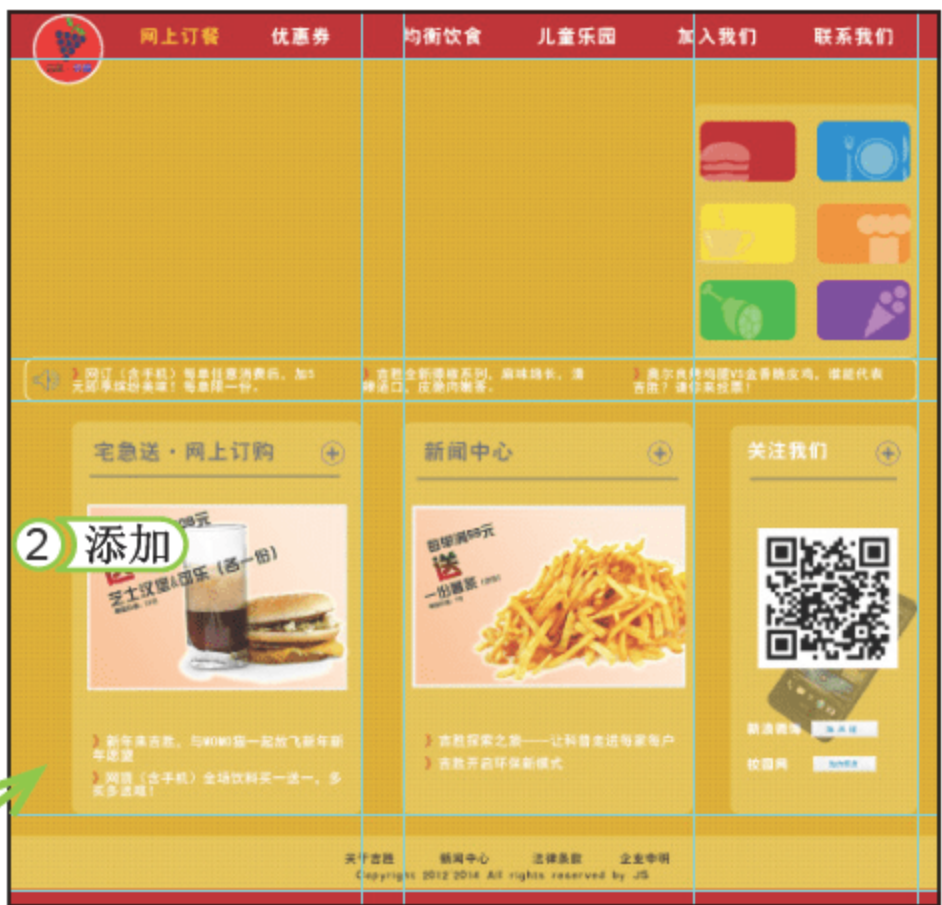 网上订餐 优惠券 均衡饮食 儿童乐园 加入我们 联系我们
》网订（含手机）每单任意消费后，加5
元即享缤纷美味！每单限一份。
》吉胜全新藤椒系列，麻味绵长，清
辣适口，皮脆肉嫩香。
》奥尔良烤鸡腿VS金香脆皮鸡，谁能代表
吉胜？请你来投票！
宅急送·网上订购
新闻中心
关注我们
2 添加
芝士汉堡&可乐（各一份）
每单满99元
送
一份薯条
》新年来吉胜，与MOMO猫一起放飞新年新
年愿望
》网订（含手机）全场饮料买一送一，多
买多送哦！
》吉胜探索之旅——让科普走进每家每户
》吉胜开启环保新模式
新浪微博
校园网
关于吉胜 新闻中心 法律条款 企业申明
Copyright 2012-2014 All rights reserved by JS